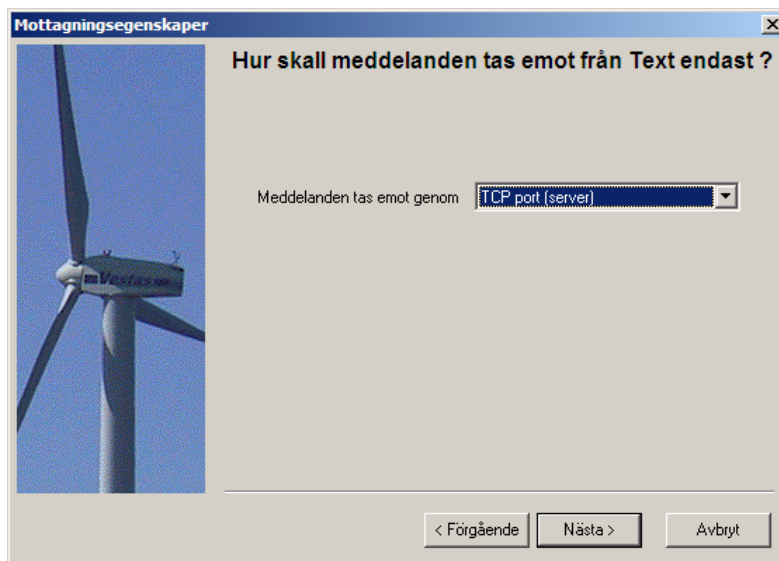 Mottagningsegenskaper
Hur skall meddelanden tas emot från Text endast ?
Meddelanden tas emot genom TCP port (server)
Vestas
< Förgående Nästa > Avbryt